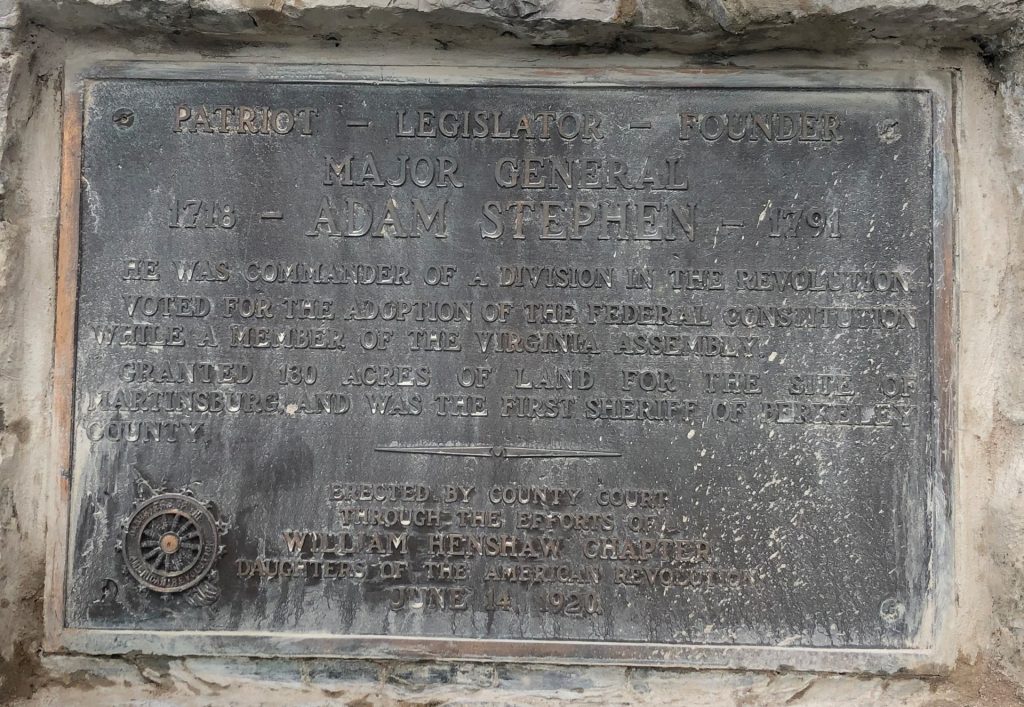 PATRIOT – LEGISLATOR – FOUNDER
MAJOR GENERAL
1718 – ADAM STEPHEN – 1791
HE WAS COMMANDER OF A DIVISION IN THE REVOLUTION
VOTED FOR THE ADOPTION OF THE FEDERAL CONSTITUTION
WHILE A MEMBER OF THE VIRGINIA ASSEMBLY.
GRANTED 130 ACRES OF LAND FOR THE SITE OF
MARTINSBURG, AND WAS THE FIRST SHERIFF OF BERKELEY
COUNTY.
ERECTED BY COUNTY COURT
THROUGH THE EFFORTS OF
WILLIAM HENSHAW CHAPTER
DAUGHTERS OF THE AMERICAN REVOLUTION
JUNE 14, 1920.